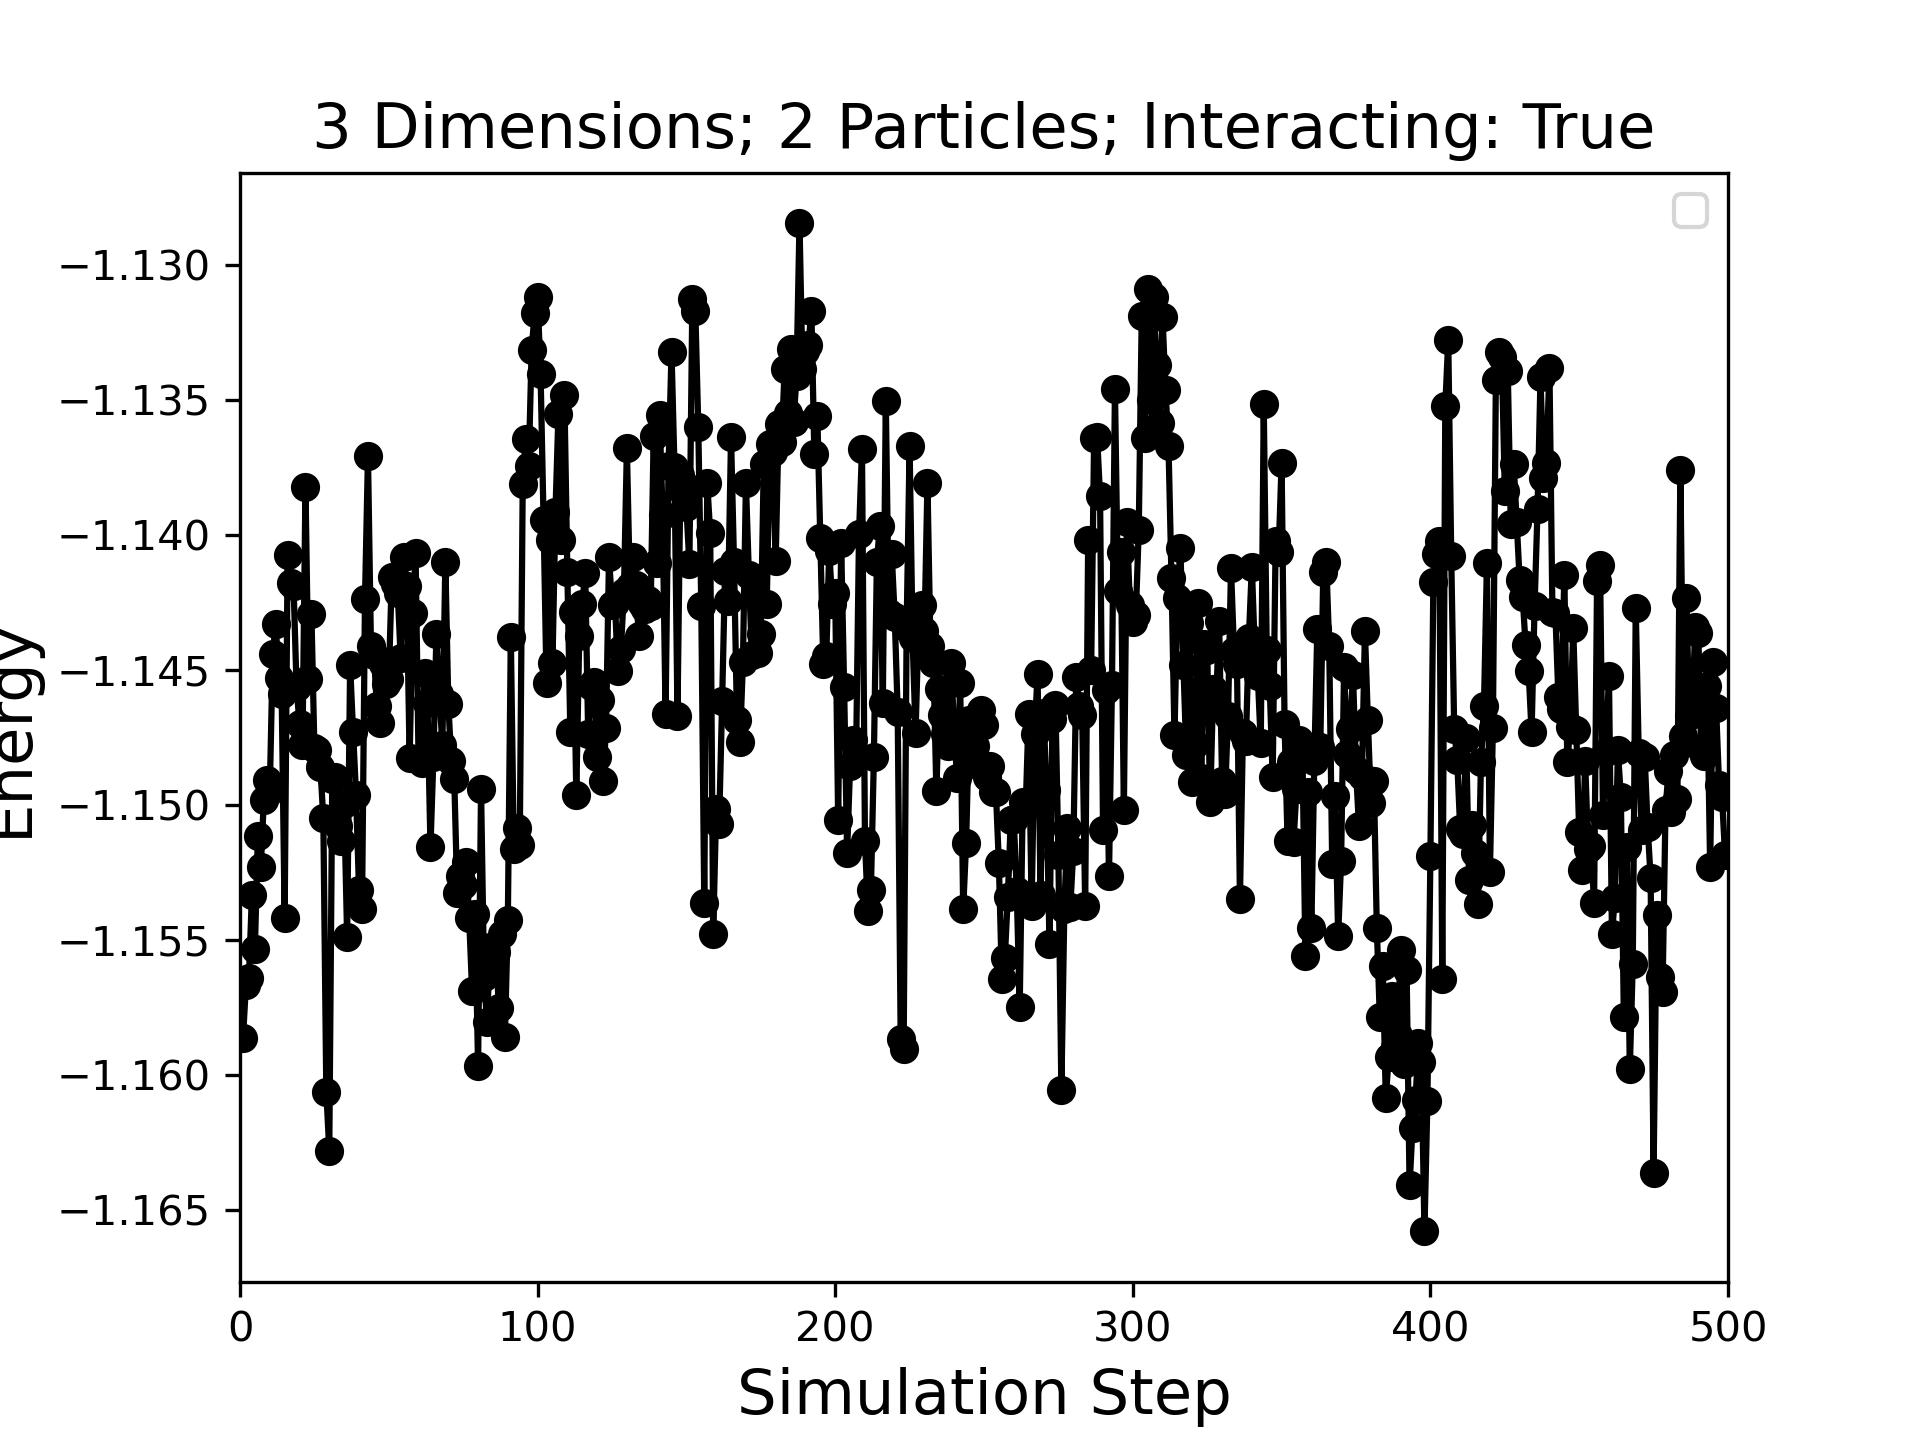 3 Dimensions; 2 Particles; Interacting: True
−1.130
−1.135
−1.140
−1.145
−1.150
−1.155
−1.160
−1.165
Energy
0 100 200 300 400 500
Simulation Step